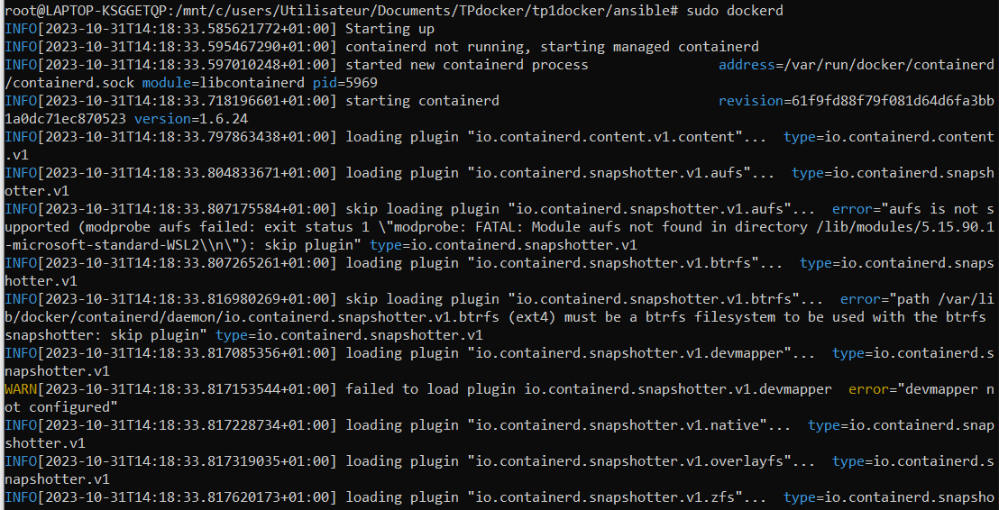 root@LAPTOP-KSGGETQP:/mnt/c/users/Utilisateur/Documents/TPdocker/tp1docker/ansible# sudo dockerd
INFO[2023-10-31T14:18:33.585621772+01:00] Starting up
INFO[2023-10-31T14:18:33.595467290+01:00] containerd not running, starting managed containerd
INFO[2023-10-31T14:18:33.597010248+01:00] started new containerd process                address=/var/run/docker/containerd
/containerd.sock module=libcontainerd pid=5969
INFO[2023-10-31T14:18:33.718196601+01:00] starting containerd                           revision=61f9fd88f79f081d64d6fa3bb
1a0dc71ec870523 version=1.6.24
INFO[2023-10-31T14:18:33.797863438+01:00] loading plugin "io.containerd.content.v1.content"...  type=io.containerd.content
.v1
INFO[2023-10-31T14:18:33.804833671+01:00] loading plugin "io.containerd.snapshotter.v1.aufs"...  type=io.containerd.snapsh
otter.v1
INFO[2023-10-31T14:18:33.807175584+01:00] skip loading plugin "io.containerd.snapshotter.v1.aufs"...  error="aufs is not s
upported (modprobe aufs failed: exit status 1 \"modprobe: FATAL: Module aufs not found in directory /lib/modules/5.15.90.1
-microsoft-standard-WSL2\\n\"): skip plugin" type=io.containerd.snapshotter.v1
INFO[2023-10-31T14:18:33.807265261+01:00] loading plugin "io.containerd.snapshotter.v1.btrfs"...  type=io.containerd.snaps
hotter.v1
INFO[2023-10-31T14:18:33.816980269+01:00] skip loading plugin "io.containerd.snapshotter.v1.btrfs"...  error="path /var/li
b/docker/containerd/daemon/io.containerd.snapshotter.v1.btrfs (ext4) must be a btrfs filesystem to be used with the btrfs
snapshotter: skip plugin" type=io.containerd.snapshotter.v1
INFO[2023-10-31T14:18:33.817085356+01:00] loading plugin "io.containerd.snapshotter.v1.devmapper"...  type=io.containerd.s
napshotter.v1
WARN[2023-10-31T14:18:33.817153544+01:00] failed to load plugin io.containerd.snapshotter.v1.devmapper  error="devmapper n
ot configured"
INFO[2023-10-31T14:18:33.817228734+01:00] loading plugin "io.containerd.snapshotter.v1.native"...  type=io.containerd.snap
shotter.v1
INFO[2023-10-31T14:18:33.817319035+01:00] loading plugin "io.containerd.snapshotter.v1.overlayfs"...  type=io.containerd.s
napshotter.v1
INFO[2023-10-31T14:18:33.817620173+01:00] loading plugin "io.containerd.snapshotter.v1.zfs"...  type=io.containerd.snapsho